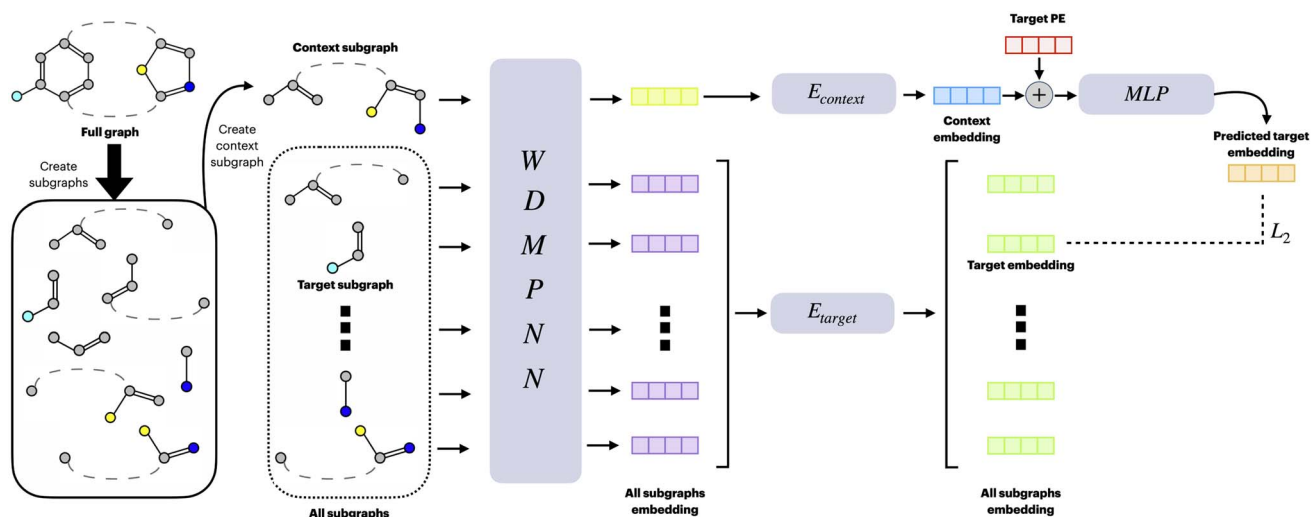 Target PE
Context subgraph
E_context
+
MLP
Full graph
Create
subgraphs
Create
context
subgraph
Context
embedding
Predicted target
embedding
W
D
M
P
N
N
L_2
Target subgraph
Target embedding
E_target
All subgraphs
All subgraphs
embedding
All subgraphs
embedding